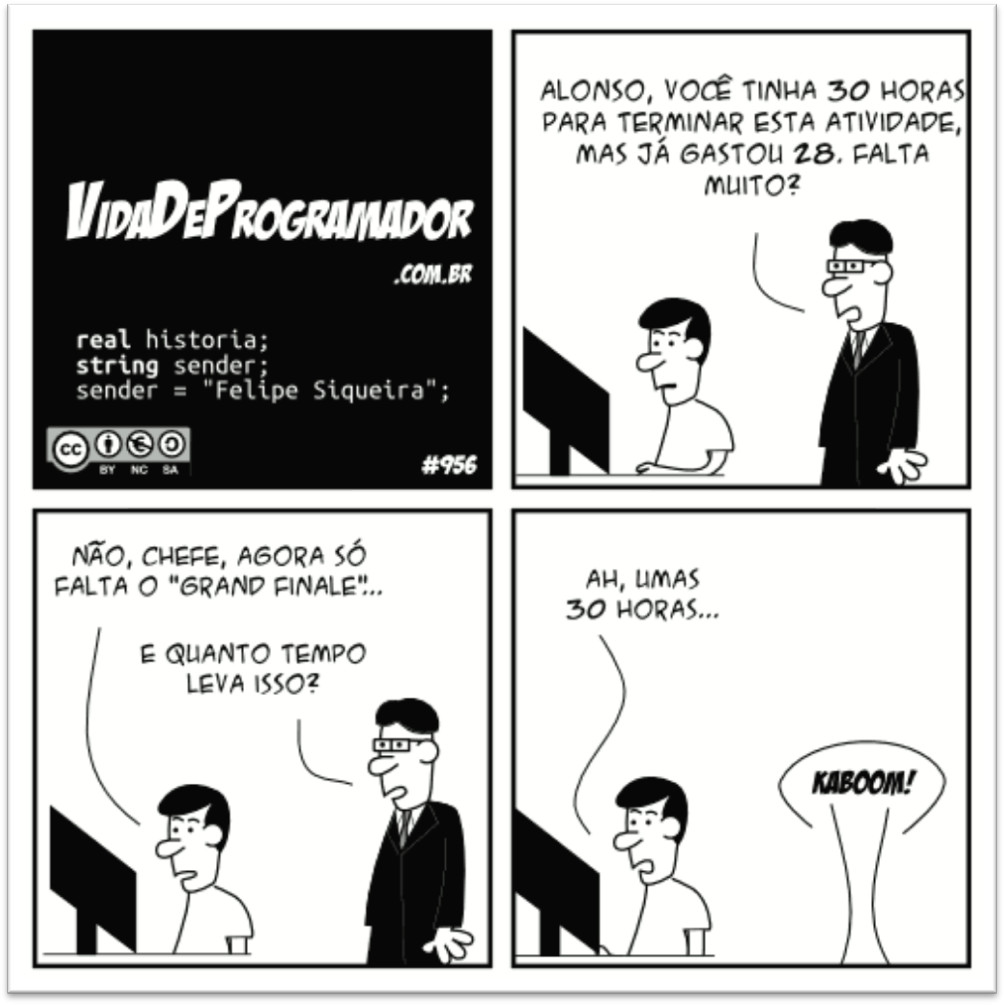 VIDADEPROGRAMADOR
.COM.BR
real historia;
string sender;
sender = "Felipe Siqueira";
cc
BY NC SA
#956
ALONSO, VOCÊ TINHA 30 HORAS
PARA TERMINAR ESTA ATIVIDADE,
MAS JÁ GASTOU 28. FALTA
MUITO?
NÃO, CHEFE, AGORA SÓ
FALTA O "GRAND FINALE"...
E QUANTO TEMPO
LEVA ISSO?
AH, UMAS
30 HORAS...
KABOOM!